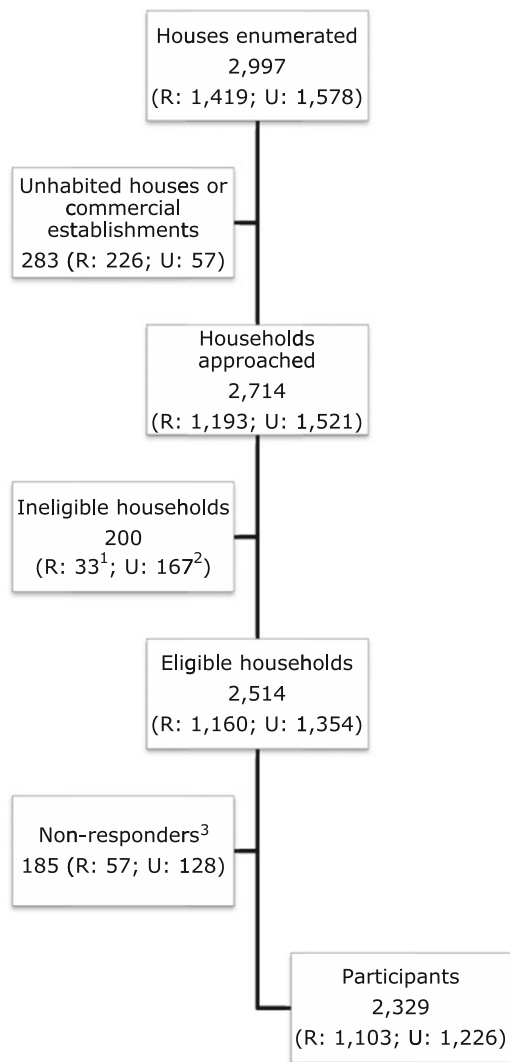 Houses enumerated
2,997
(R: 1,419; U: 1,578)
Unhabited houses or
commercial
establishments
283 (R: 226; U: 57)
Households
approached
2,714
(R: 1,193; U: 1,521)
Ineligible households
200
(R: 33¹; U: 167²)
Eligible households
2,514
(R: 1,160; U: 1,354)
Non-responders³
185 (R: 57; U: 128)
Participants
2,329
(R: 1,103; U: 1,226)